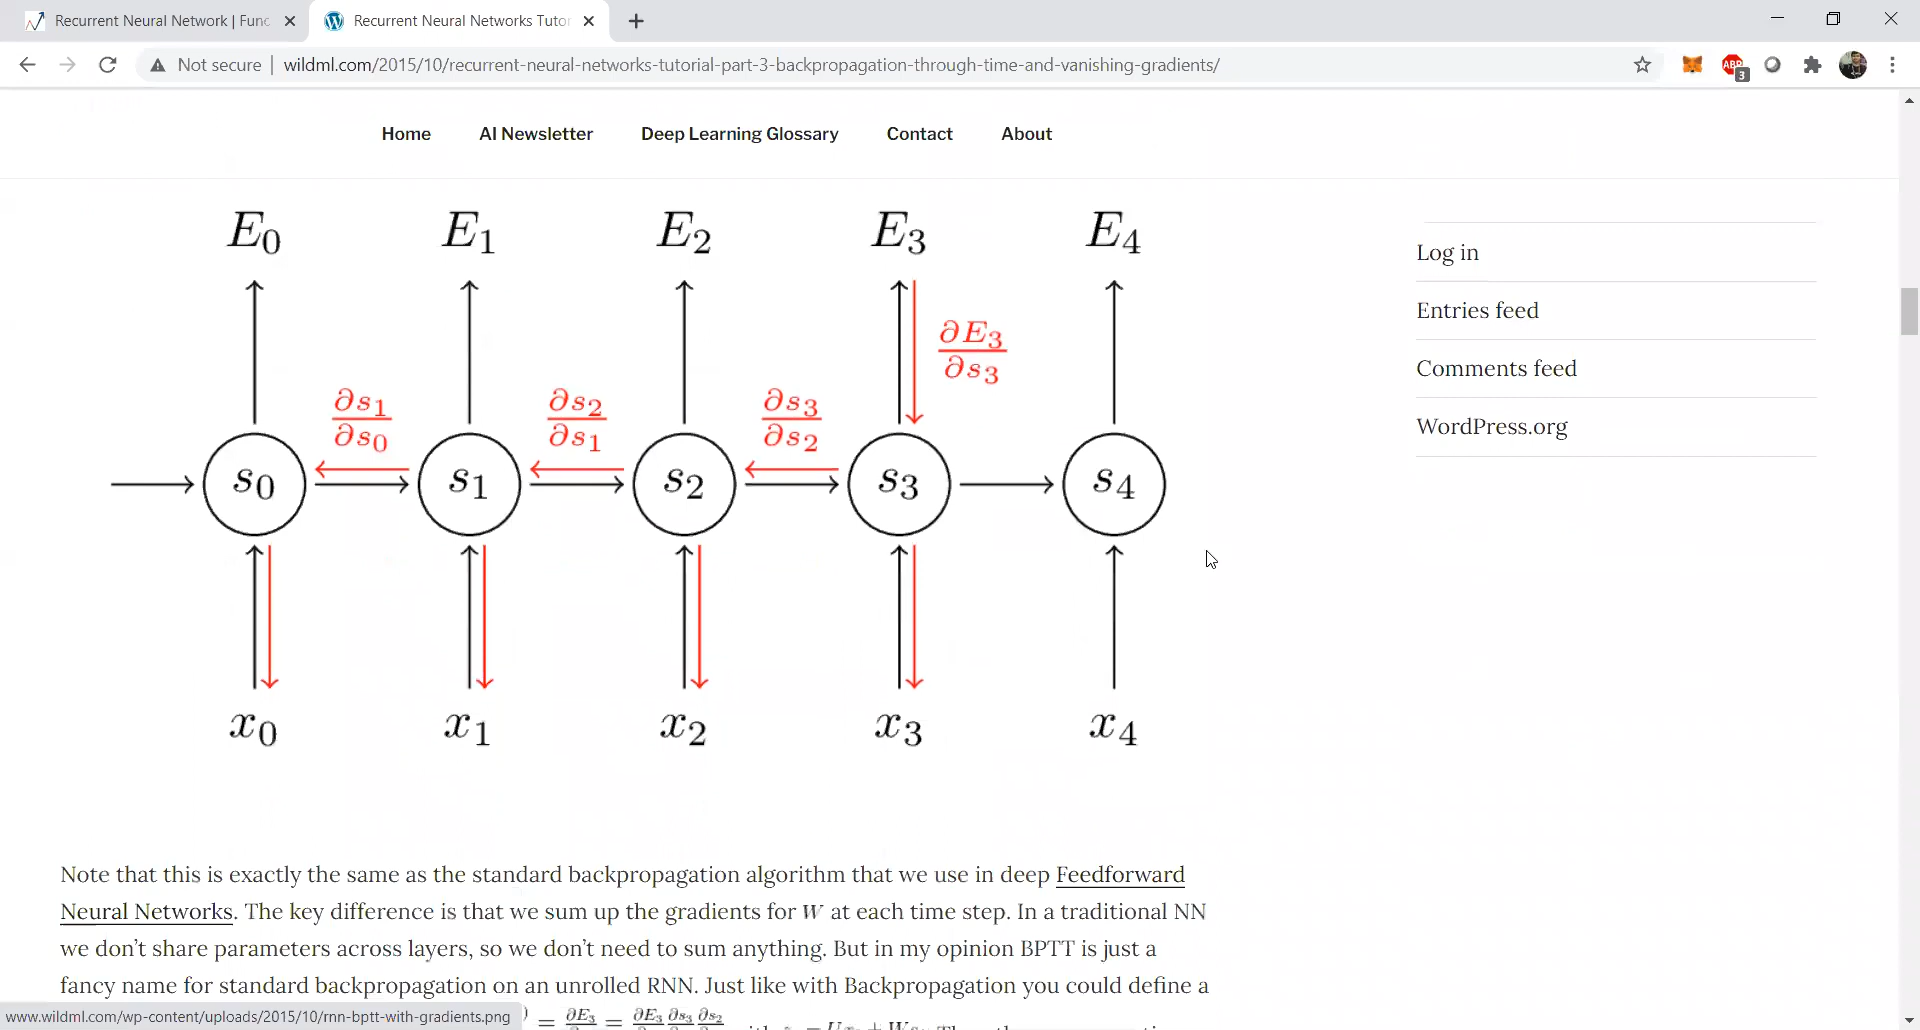 Recurrent Neural Network | Func
Recurrent Neural Networks Tutor
Not secure | wildml.com/2015/10/recurrent-neural-networks-tutorial-part-3-backpropagation-through-time-and-vanishing-gradients/
ABP
3
Home AI Newsletter Deep Learning Glossary Contact About
E₀ E₁ E₂ E₃ E₄
∂E₃/∂s₃
∂s₁/∂s₀ ∂s₂/∂s₁ ∂s₃/∂s₂
s₀ s₁ s₂ s₃ s₄
x₀ x₁ x₂ x₃ x₄
Log in
Entries feed
Comments feed
WordPress.org
Note that this is exactly the same as the standard backpropagation algorithm that we use in deep Feedforward
Neural Networks. The key difference is that we sum up the gradients for W at each time step. In a traditional NN
we don’t share parameters across layers, so we don’t need to sum anything. But in my opinion BPTT is just a
fancy name for standard backpropagation on an unrolled RNN. Just like with Backpropagation you could define a
www.wildml.com/wp-content/uploads/2015/10/rnn-bptt-with-gradients.png